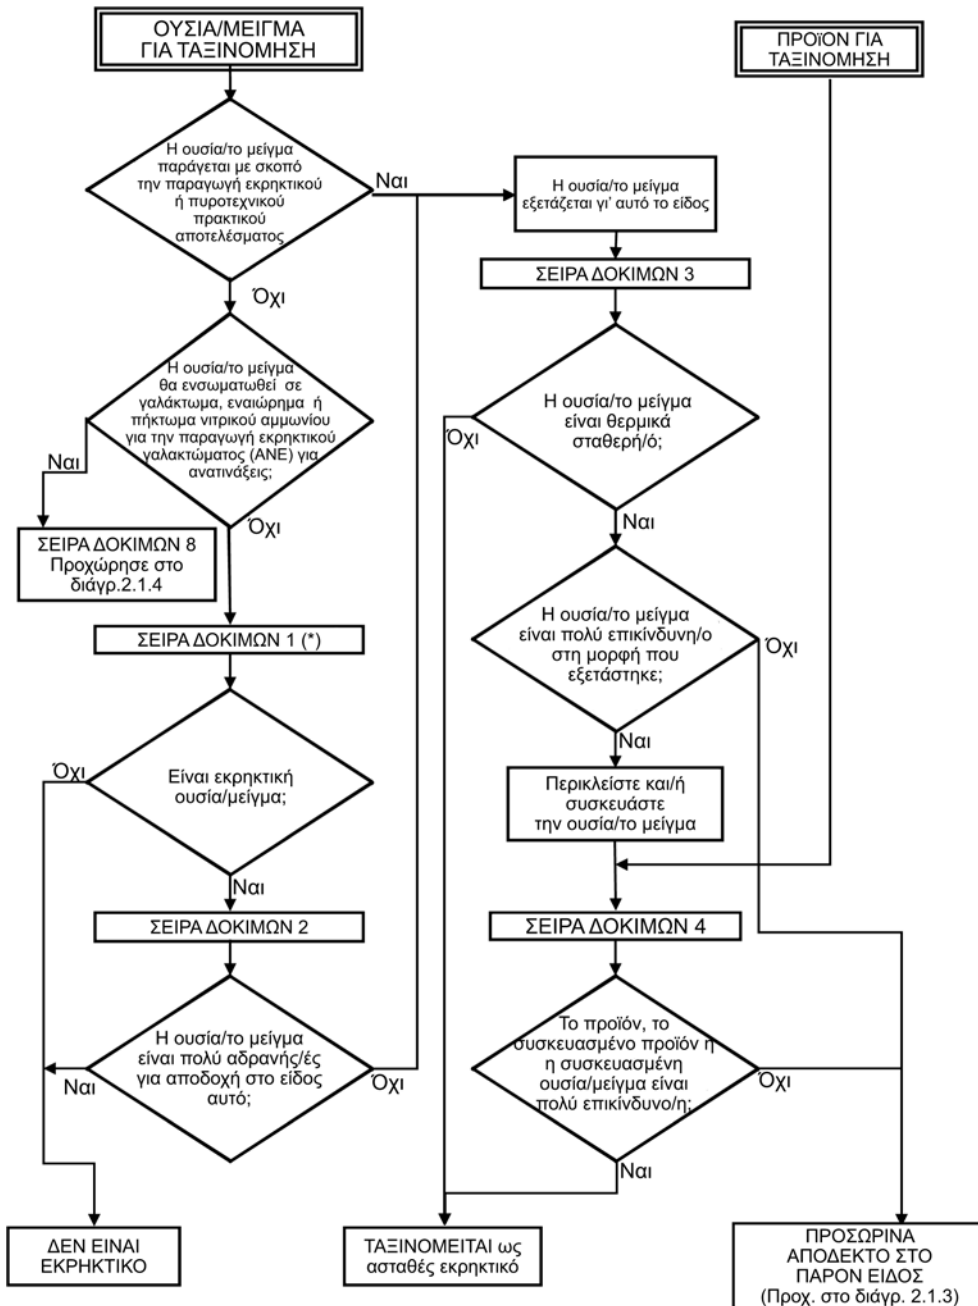 ΟΥΣΙΑ/ΜΕΙΓΜΑ
ΓΙΑ ΤΑΞΙΝΟΜΗΣΗ
ΠΡΟΪΟΝ ΓΙΑ
ΤΑΞΙΝΟΜΗΣΗ
Η ουσία/το μείγμα
παράγεται με σκοπό
την παραγωγή εκρηκτικού
ή πυροτεχνικού
πρακτικού
αποτελέσματος
Ναι
Η ουσία/το μείγμα
εξετάζεται γι' αυτό το είδος
ΣΕΙΡΑ ΔΟΚΙΜΩΝ 3
Όχι
Η ουσία/το μείγμα
θα ενσωματωθεί σε
γαλάκτωμα, εναιώρημα ή
πήκτωμα νιτρικού αμμωνίου
για την παραγωγή εκρηκτικού
γαλακτώματος (ΑΝΕ) για
ανατινάξεις;
Ναι
Όχι
Η ουσία/το μείγμα
είναι θερμικά
σταθερή/ό;
Όχι
Ναι
ΣΕΙΡΑ ΔΟΚΙΜΩΝ 8
Προχώρησε στο
διάγρ.2.1.4
ΣΕΙΡΑ ΔΟΚΙΜΩΝ 1 (*)
Η ουσία/το μείγμα
είναι πολύ επικίνδυνη/ο
στη μορφή που
εξετάστηκε;
Όχι
Ναι
Είναι εκρηκτική
ουσία/μείγμα;
Όχι
Ναι
Περικλείστε και/ή
συσκευάστε
την ουσία/το μείγμα
ΣΕΙΡΑ ΔΟΚΙΜΩΝ 2
ΣΕΙΡΑ ΔΟΚΙΜΩΝ 4
Η ουσία/το μείγμα
είναι πολύ αδρανής/ές
για αποδοχή στο είδος
αυτό;
Ναι
Όχι
Το προϊόν, το
συσκευασμένο προϊόν η
η συσκευασμένη
ουσία/μείγμα είναι
πολύ επικίνδυνο/η;
Όχι
Ναι
ΔΕΝ ΕΙΝΑΙ
ΕΚΡΗΚΤΙΚΟ
ΤΑΞΙΝΟΜΕΙΤΑΙ ως
ασταθές εκρηκτικό
ΠΡΟΣΩΡΙΝΑ
ΑΠΟΔΕΚΤΟ ΣΤΟ
ΠΑΡΟΝ ΕΙΔΟΣ
(Προχ. στο διάγρ. 2.1.3)